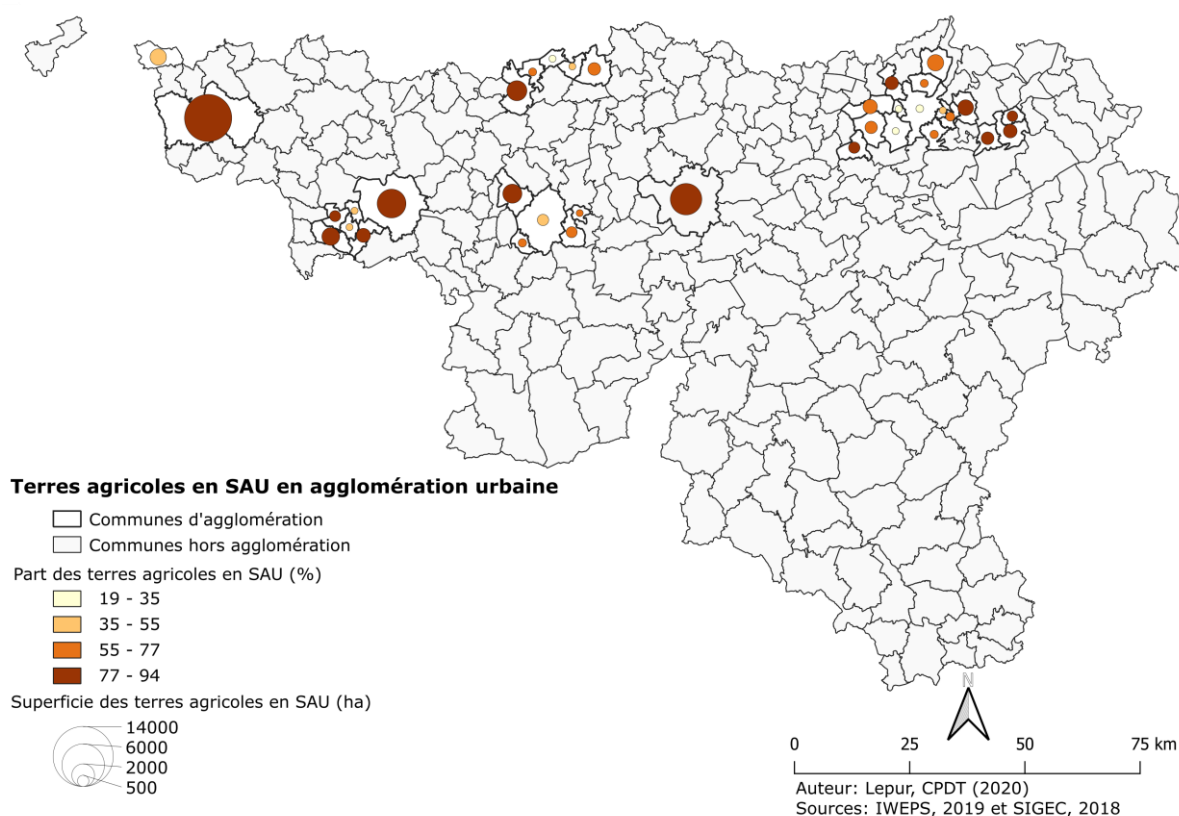 Terres agricoles en SAU en agglomération urbaine
Communes d'agglomération
Communes hors agglomération
Part des terres agricoles en SAU (%)
19 - 35
35 - 55
55 - 77
77 - 94
Superficie des terres agricoles en SAU (ha)
14000
6000
2000
500
N
0 25 50 75 km
Auteur: Lepur, CPDT (2020)
Sources: IWEPS, 2019 et SIGEC, 2018